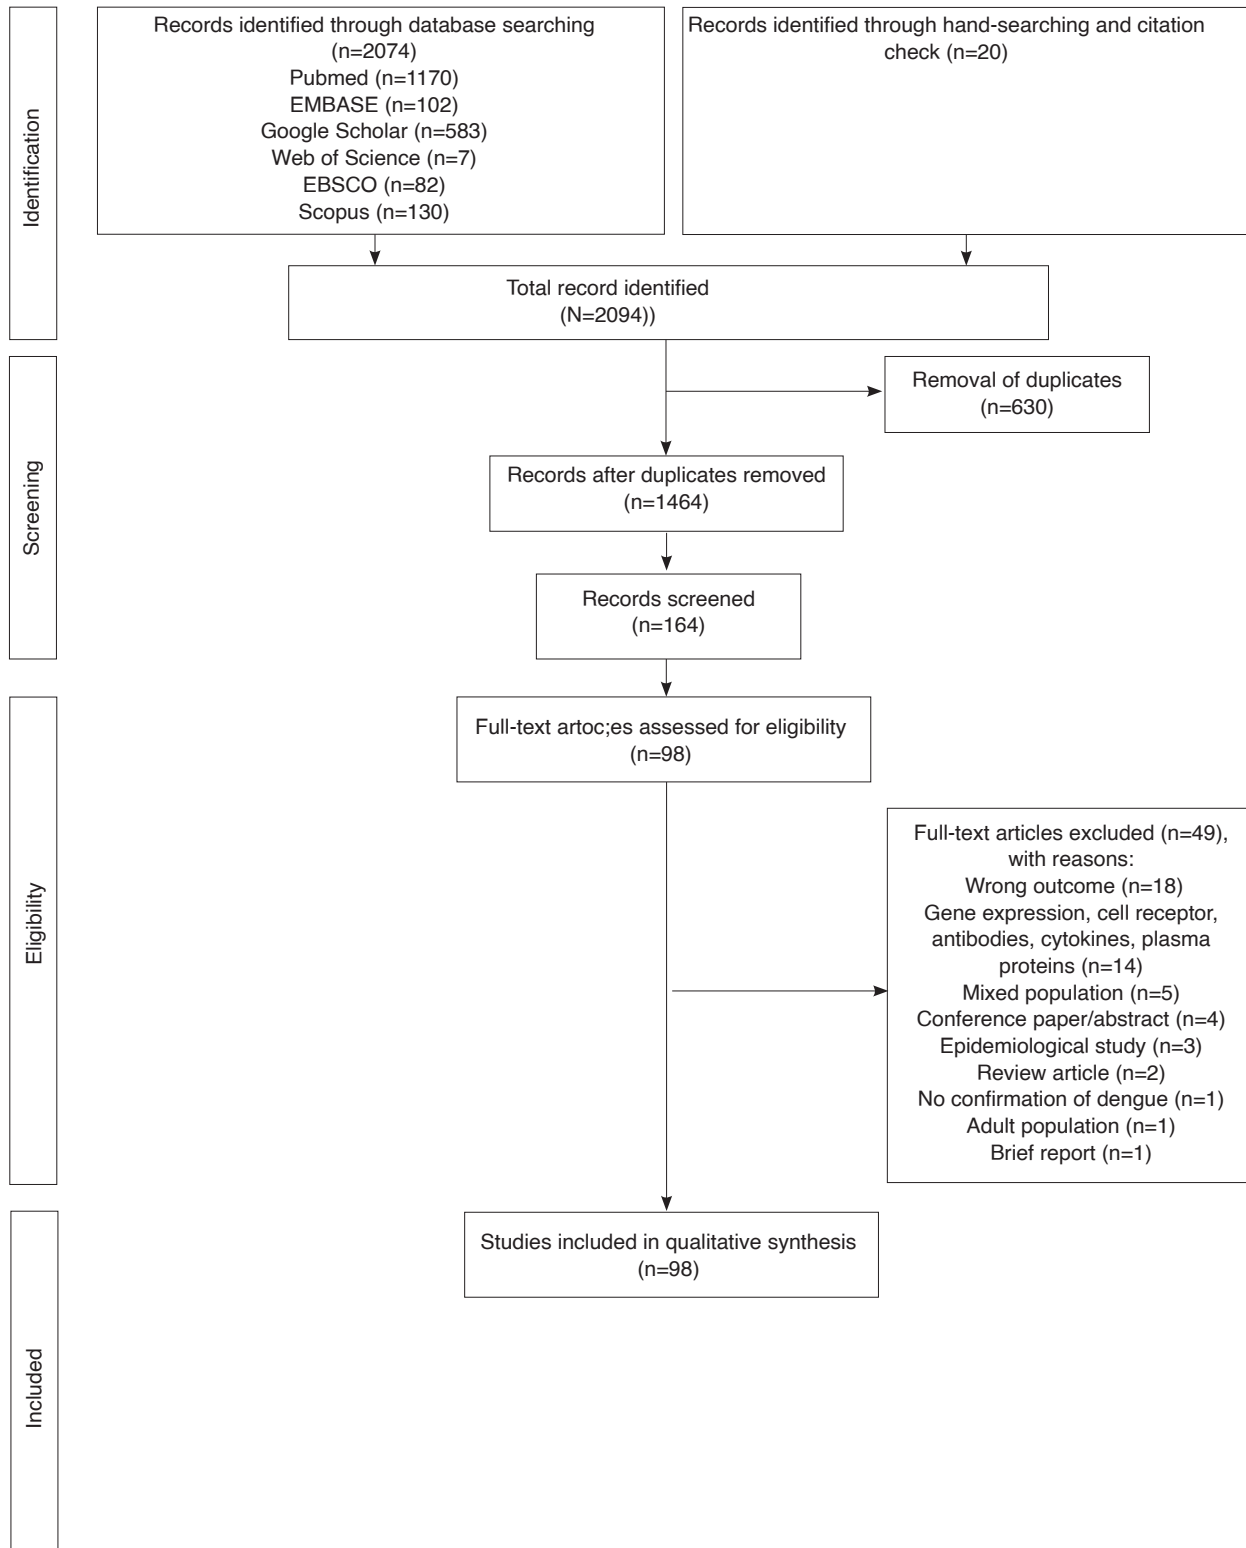 Identification
Records identified through database searching
(n=2074)
Pubmed (n=1170)
EMBASE (n=102)
Google Scholar (n=583)
Web of Science (n=7)
EBSCO (n=82)
Scopus (n=130)
Records identified through hand-searching and citation
check (n=20)
Total record identified
(N=2094))
Screening
Removal of duplicates
(n=630)
Records after duplicates removed
(n=1464)
Records screened
(n=164)
Eligibility
Full-text artoc;es assessed for eligibility
(n=98)
Full-text articles excluded (n=49),
with reasons:
Wrong outcome (n=18)
Gene expression, cell receptor,
antibodies, cytokines, plasma
proteins (n=14)
Mixed population (n=5)
Conference paper/abstract (n=4)
Epidemiological study (n=3)
Review article (n=2)
No confirmation of dengue (n=1)
Adult population (n=1)
Brief report (n=1)
Included
Studies included in qualitative synthesis
(n=98)